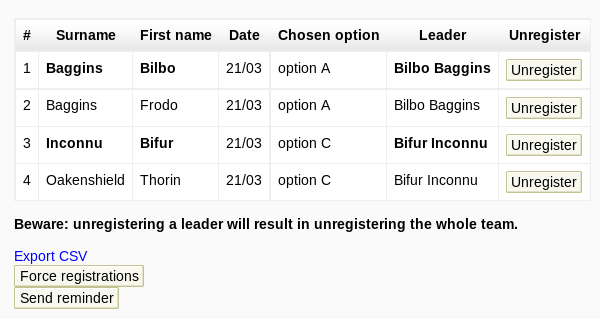 # Surname First name Date Chosen option Leader Unregister
1 Baggins Bilbo 21/03 option A Bilbo Baggins Unregister
2 Baggins Frodo 21/03 option A Bilbo Baggins Unregister
3 Inconnu Bifur 21/03 option C Bifur Inconnu Unregister
4 Oakenshield Thorin 21/03 option C Bifur Inconnu Unregister
Beware: unregistering a leader will result in unregistering the whole team.
Export CSV
Force registrations
Send reminder